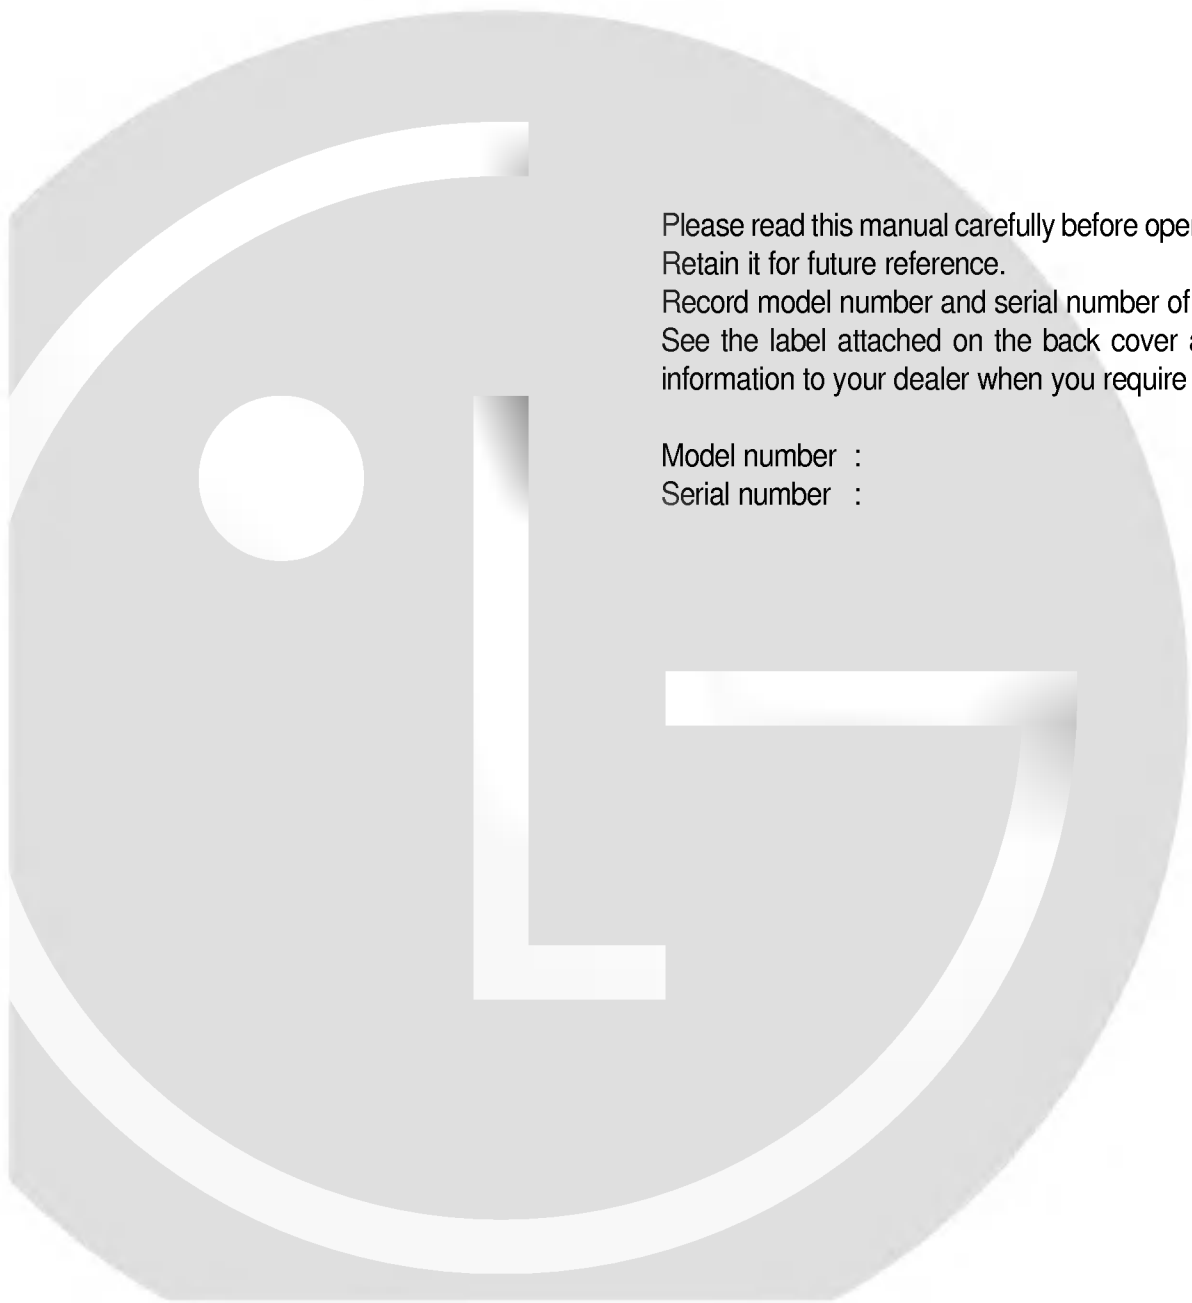 Please read this manual carefully before oper
Retain it for future reference.
Record model number and serial number of
See the label attached on the back cover a
information to your dealer when you require
Model number :
Serial number :